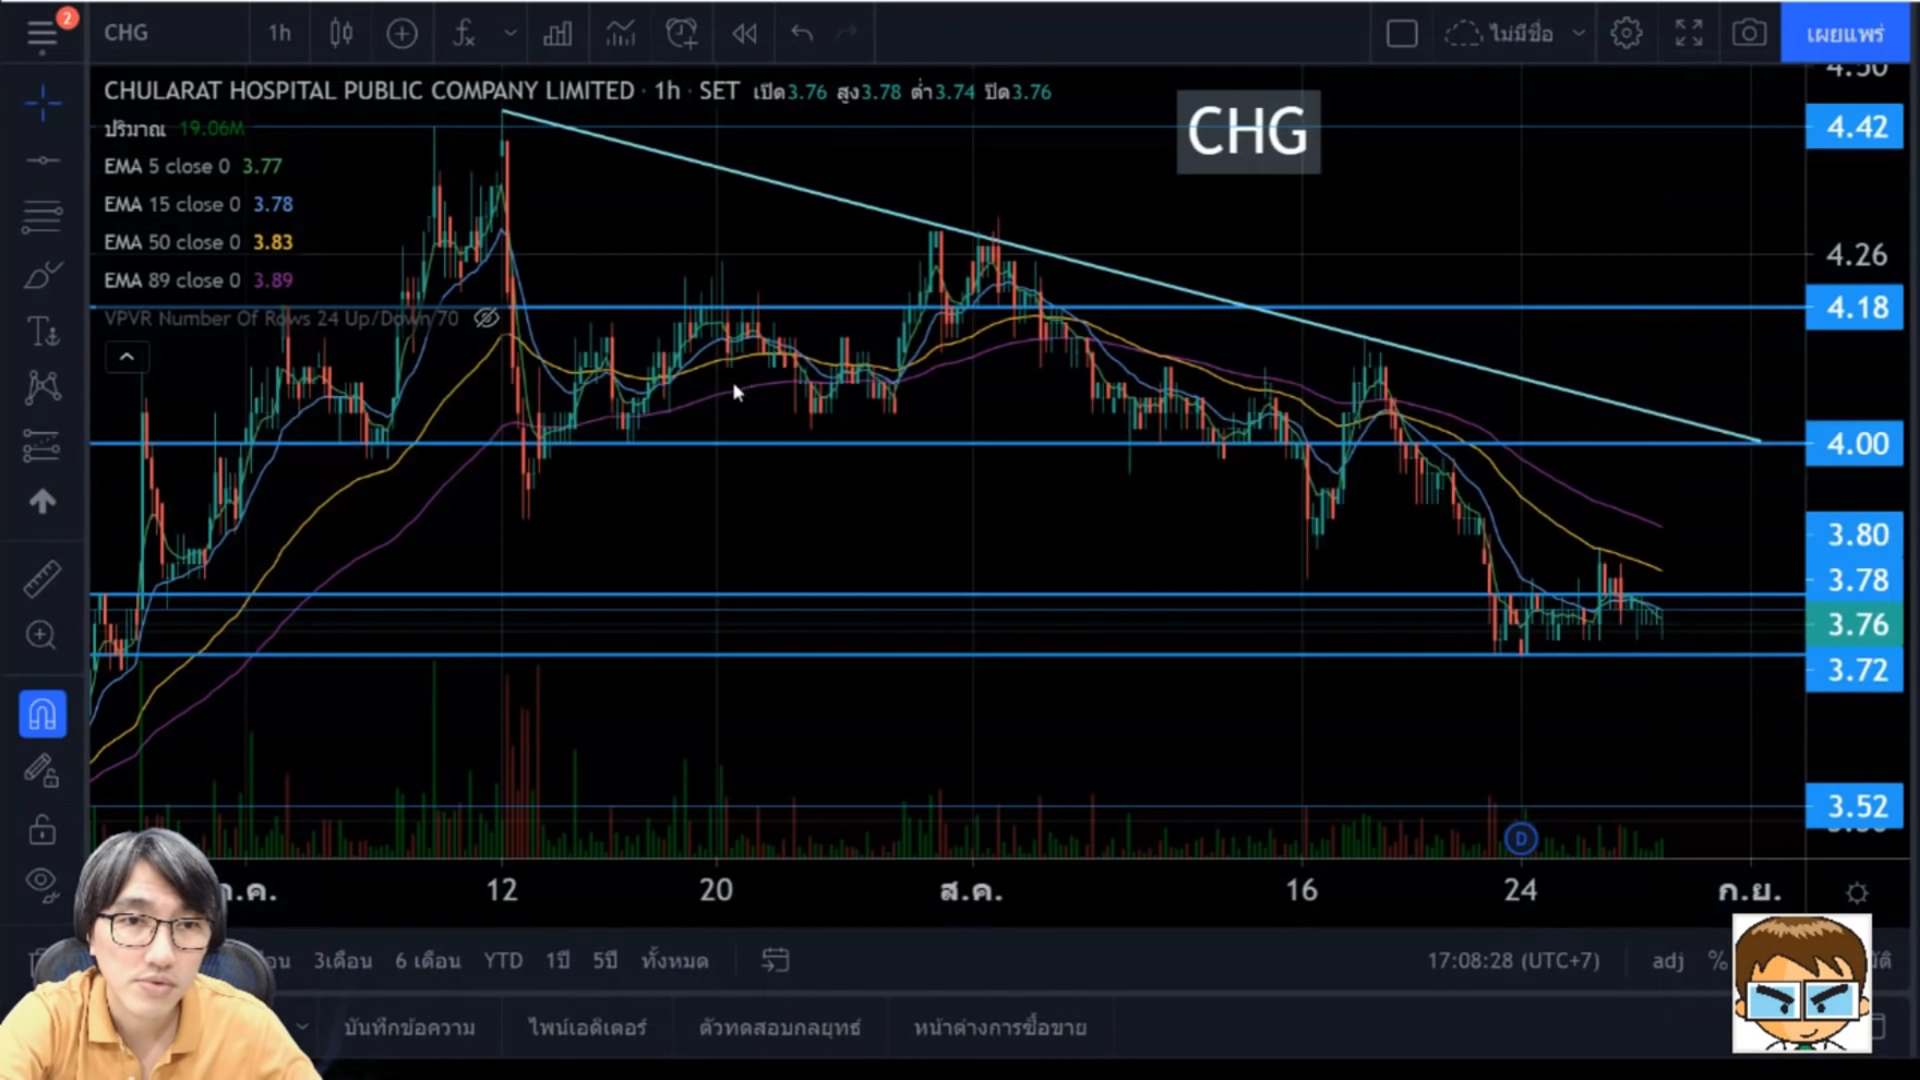 2
CHG
1h
ไม่มีชื่อ
เผยแพร่
CHULARAT HOSPITAL PUBLIC COMPANY LIMITED · 1h · SET เปิด3.76 สูง3.78 ต่ำ3.74 ปิด3.76
ปริมาณ 19.06M
EMA 5 close 0 3.77
EMA 15 close 0 3.78
EMA 50 close 0 3.83
EMA 89 close 0 3.89
VPVR Number Of Rows 24 Up/Down 70
CHG
4.50
4.42
4.26
4.18
4.00
3.80
3.78
3.76
3.72
3.52
D
12 20 ส.ค. 16 24 ก.ย.
3เดือน 6 เดือน YTD 1ปี 5ปี ทั้งหมด
17:08:28 (UTC+7) adj %
บันทึกข้อความ ไพน์เอดิเตอร์ ตัวทดสอบกลยุทธ์ หน้าต่างการซื้อขาย